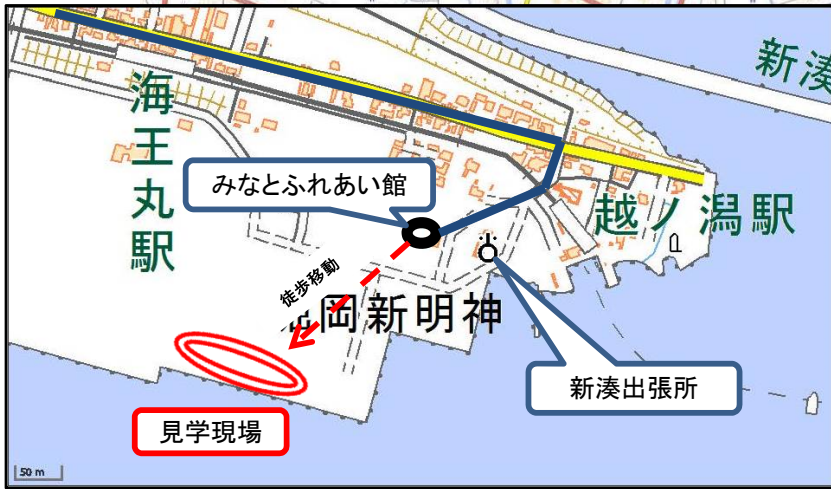 新湊
海王丸駅
みなとふれあい館
越ノ潟駅
徒歩移動
岡新明神
新湊出張所
見学現場
50 m